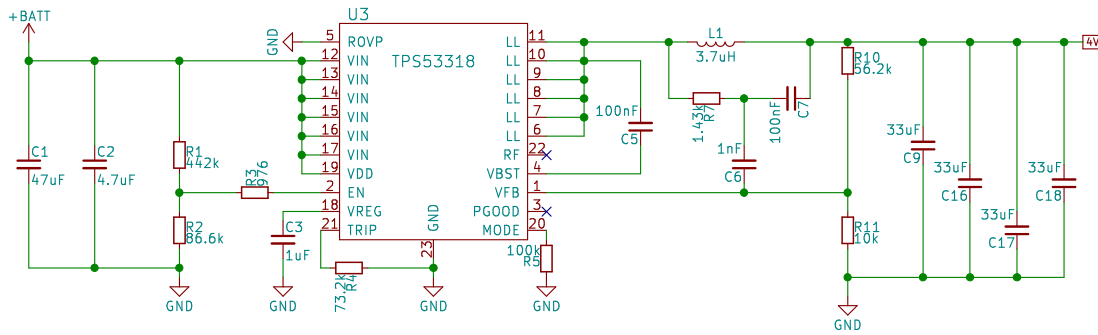 +BATT
C1
47uF
C2
4.7uF
R1
442k
R2
86.6k
GND
R3
976
C3
1uF
GND
GND
U3
TPS53318
5 ROVP
12 VIN
13 VIN
14 VIN
15 VIN
16 VIN
17 VIN
19 VDD
2 EN
18 VREG
21 TRIP
GND
23
LL 11
LL 10
LL 9
LL 8
LL 7
LL 6
RF 22
VBST 4
VFB 1
PGOOD 3
MODE 20
73.2k
R4
GND
100k
R5
GND
100nF
C5
L1
3.7uH
1.43k
R7
100nF
C7
1nF
C6
R10
56.2k
R11
10k
GND
33uF
C9
33uF
C16
33uF
C17
33uF
C18
4V